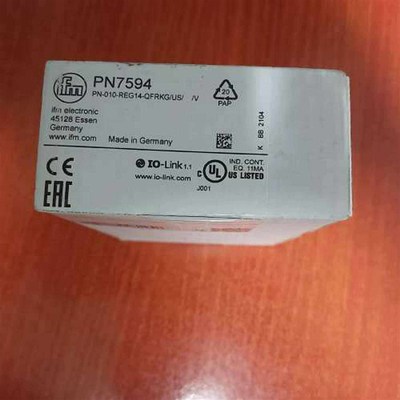 ifm
PN7594
PN-010-REG14-QFRKG/US/ /V
ifm electronic
45128 Essen
Germany
www.ifm.com
Made in Germany
20
PAP
K BB 2104
CE
EAC
IO-Link 1.1
www.io-link.com
J001
C UL US LISTED
IND. CONT.
EQ. 11MA